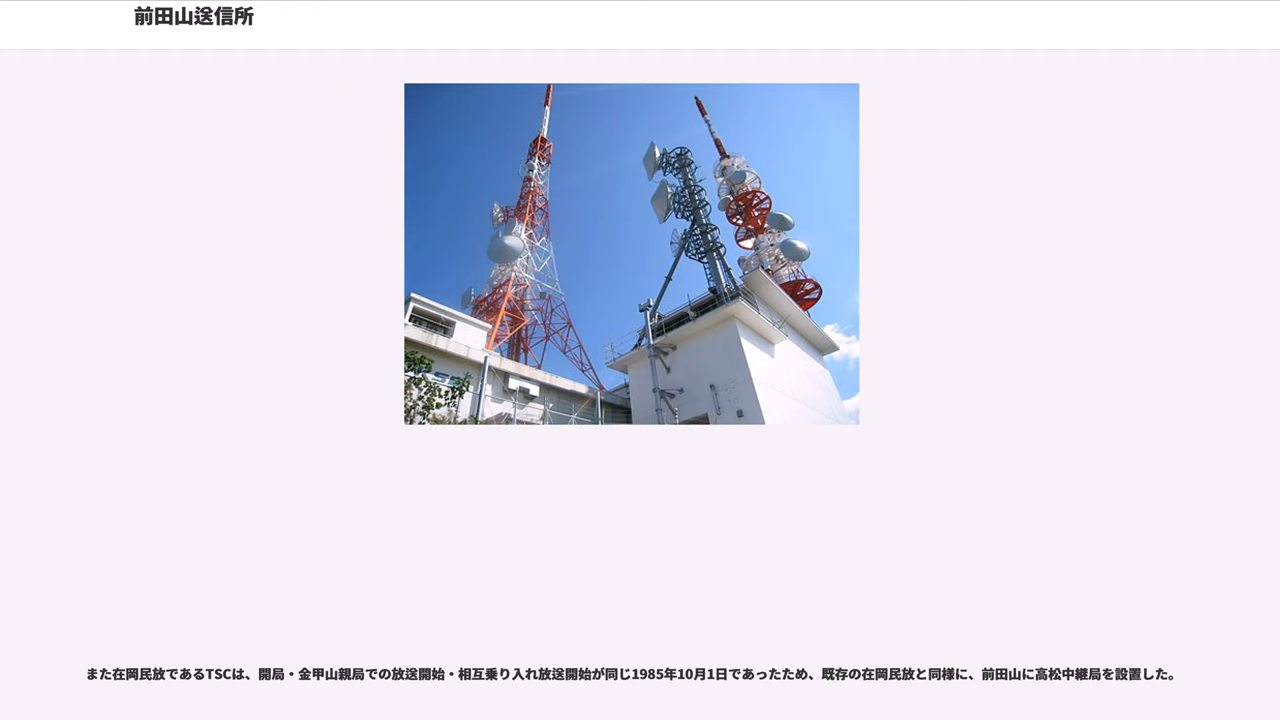 前田山送信所
また在岡民放であるTSCは、開局・金甲山親局での放送開始・相互乗り入れ放送開始が同じ1985年10月1日であったため、既存の在岡民放と同様に、前田山に高松中継局を設置した。